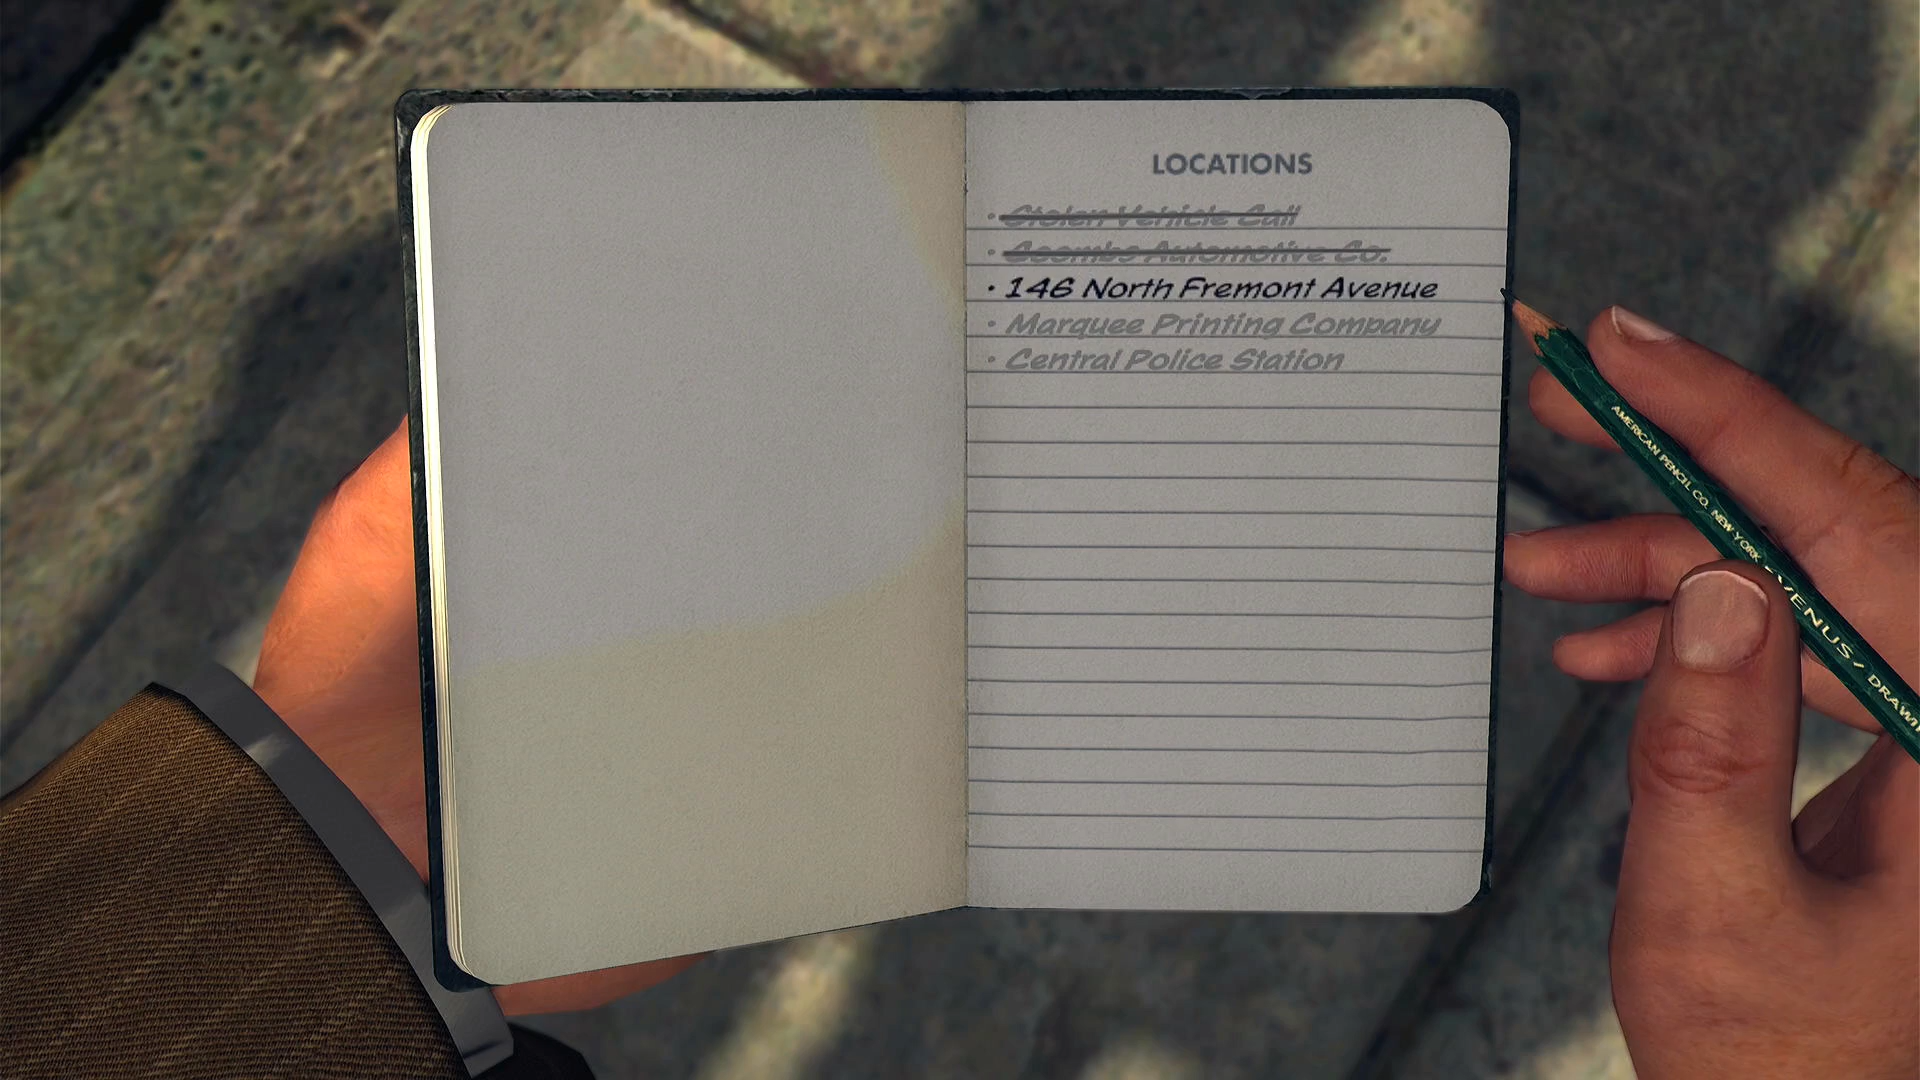 LOCATIONS
• Stolen Vehicle Call
• Coombs Automotive Co.
• 146 North Fremont Avenue
• Marquee Printing Company
• Central Police Station
AMERICAN PENCIL CO. NEW YORK VENUS DRAWI